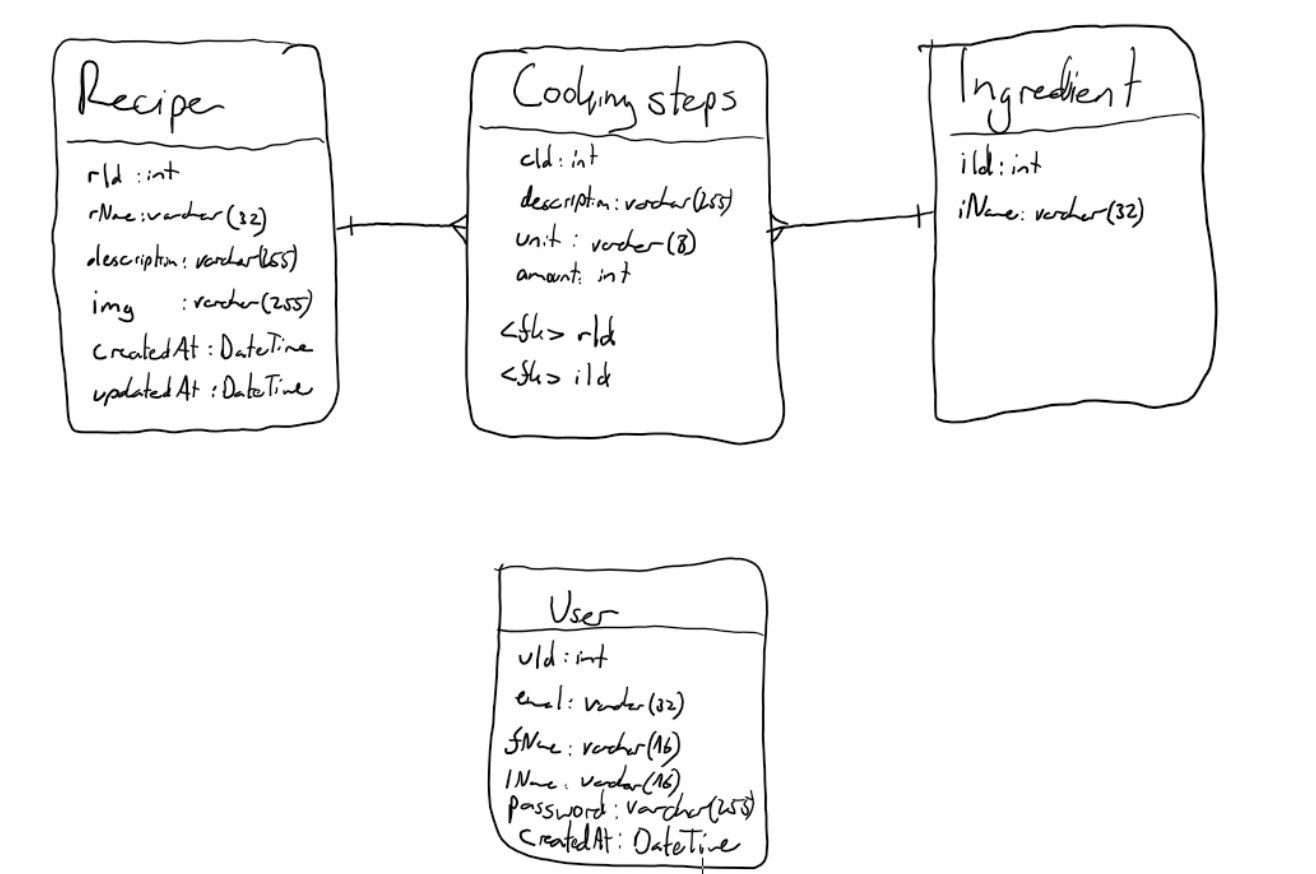 Recipe
rId : int
rName : varchar(32)
description : varchar(255)
img : varchar(255)
createdAt : DateTime
updatedAt : DateTime
Cooking steps
cId : int
description : varchar(255)
unit : varchar(8)
amount : int
<fk> rId
<fk> iId
Ingredient
iId : int
iName : varchar(32)
User
uId : int
email : varchar(32)
fName : varchar(16)
lName : varchar(16)
password : varchar(255)
createdAt : DateTime